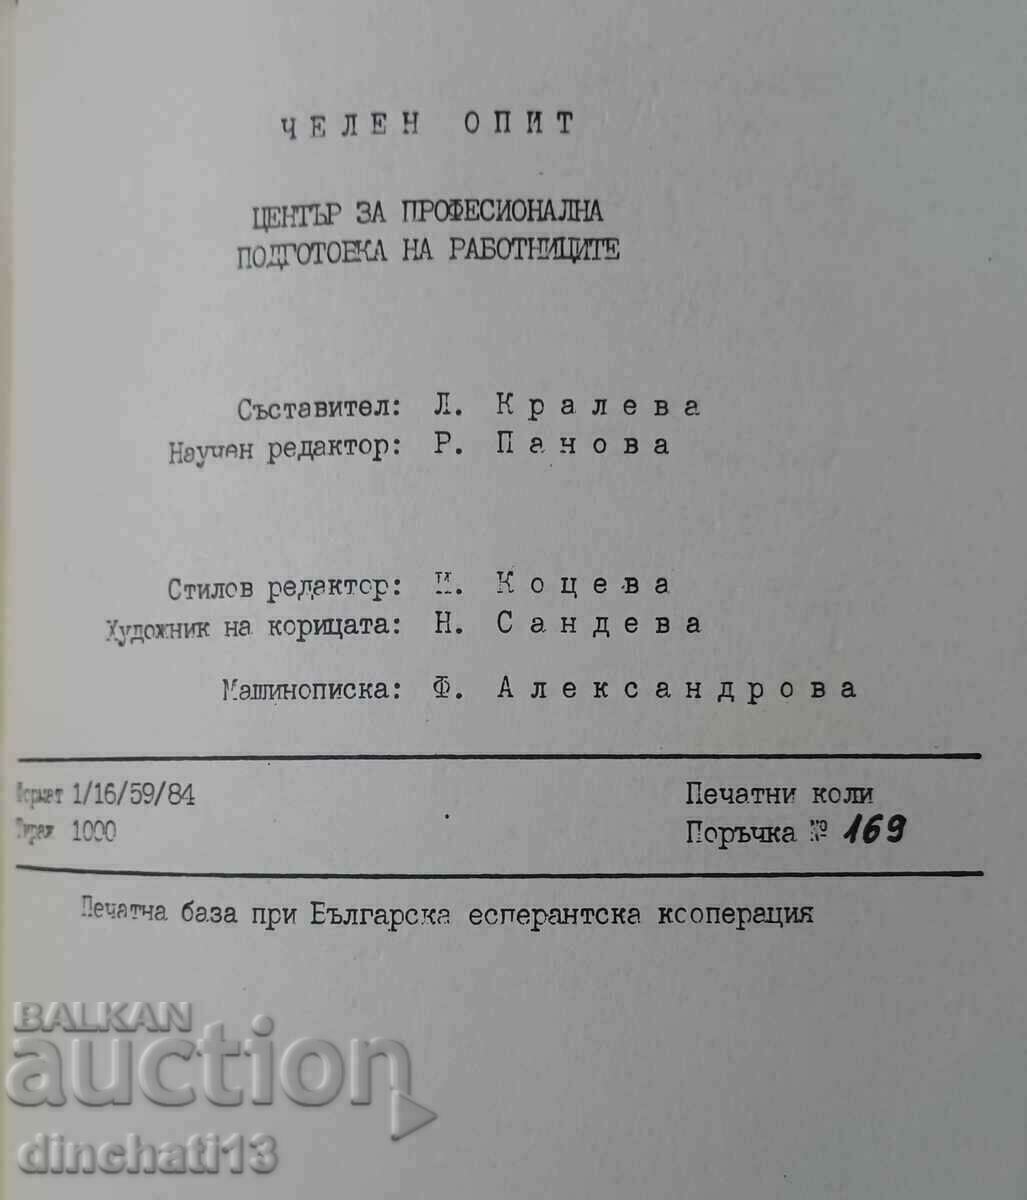 ЧЕЛЕН ОПИТ
ЦЕНТЪР ЗА ПРОФЕСИОНАЛНА
ПОДГОТОВКА НА РАБОТНИЦИТЕ
Съставител: Л. Кралева
Научен редактор: Р. Панова
Стилов редактор: Коцева
Художник на корицата: Н. Сандева
Машинописка: Ф. Александрова
Формат 1/16/59/84 Печатни коли
Тираж 1000 Поръчка № 169
Печатна база при Българска есперантска кооперация
BALKAN
auction
dinchati13